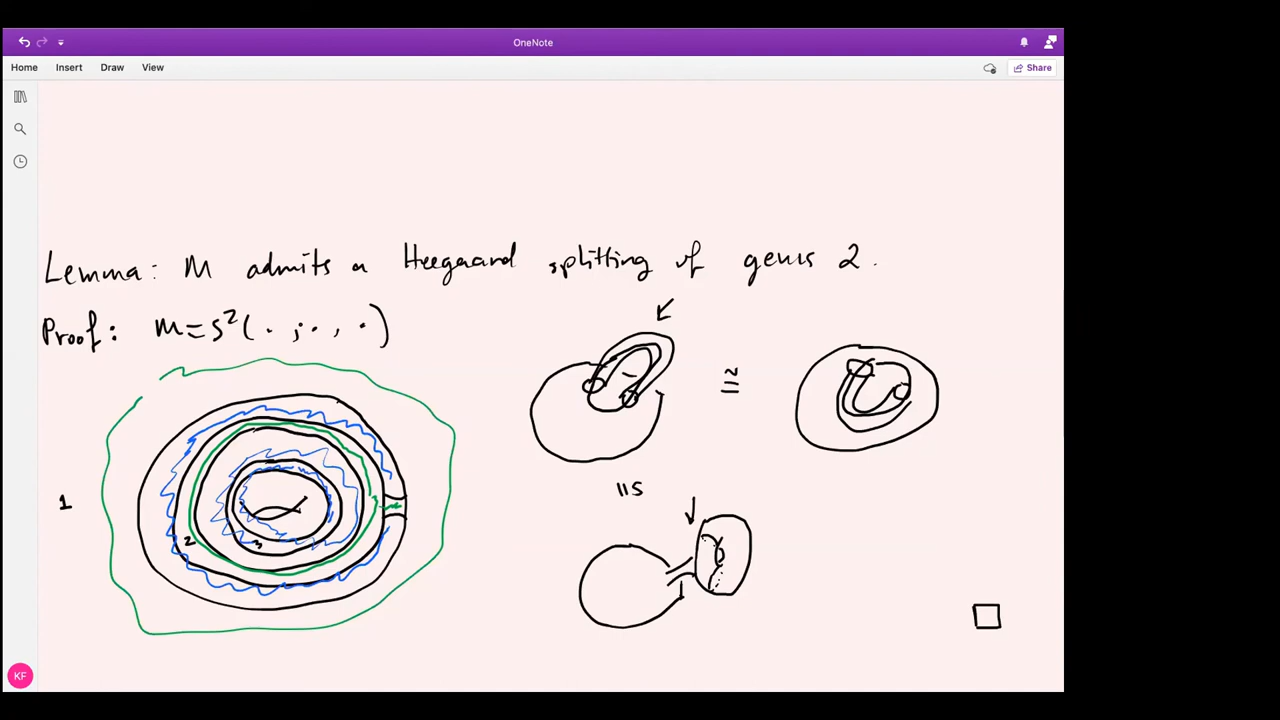 OneNote
Home Insert Draw View Share
Lemma: M admits a Heegaard splitting of genus 2.
Proof: M=S²(· ; · , ·)
≅
1
2
3
KF